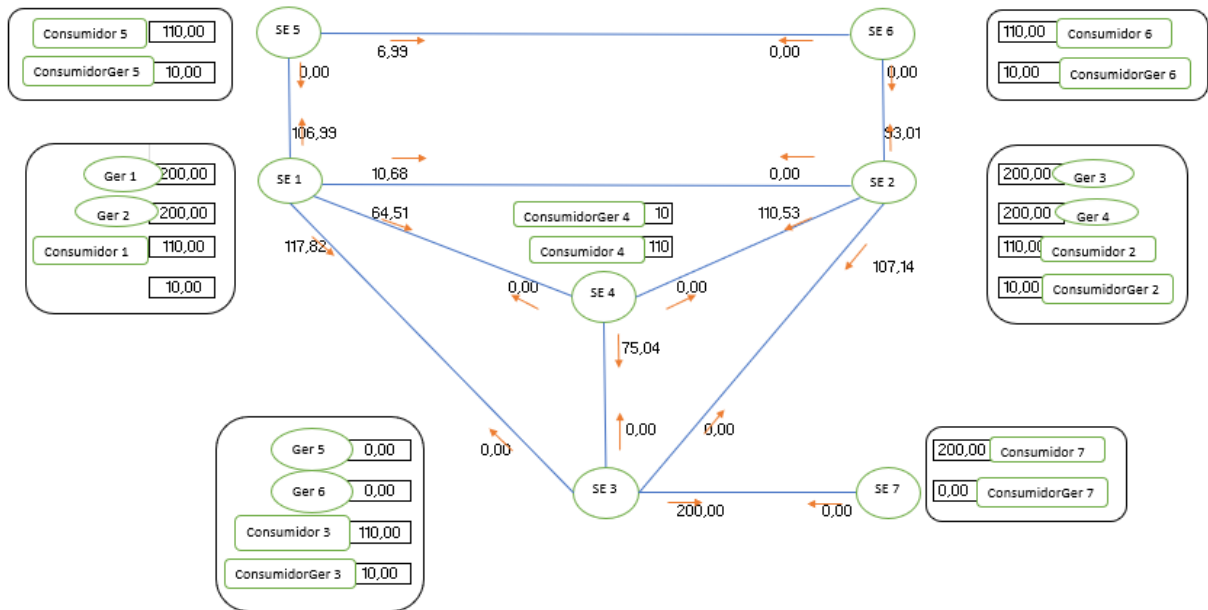 Consumidor 5 110,00
ConsumidorGer 5 10,00
SE 5
6,99
0,00
SE 6
110,00 Consumidor 6
10,00 ConsumidorGer 6
0,00
0,00
106,99
93,01
Ger 1 200,00
Ger 2 200,00
Consumidor 1 110,00
10,00
SE 1
10,68
0,00
SE 2
200,00 Ger 3
200,00 Ger 4
110,00 Consumidor 2
10,00 ConsumidorGer 2
64,51
ConsumidorGer 4 10
110,53
117,82
Consumidor 4 110
107,14
0,00
SE 4
0,00
75,04
0,00
0,00
0,00
Ger 5 0,00
Ger 6 0,00
Consumidor 3 110,00
ConsumidorGer 3 10,00
SE 3
200,00
0,00
SE 7
200,00 Consumidor 7
0,00 ConsumidorGer 7